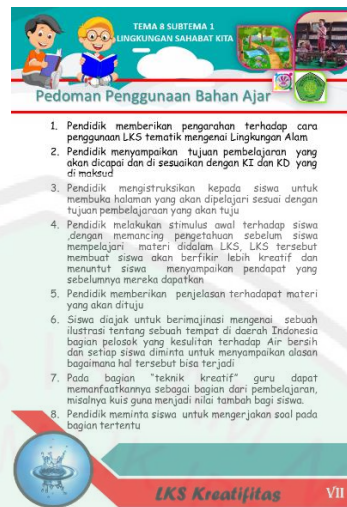 TEMA 8 SUBTEMA 1
LINGKUNGAN SAHABAT KITA
Pedoman Penggunaan Bahan Ajar
1. Pendidik memberikan pengarahan terhadap cara
penggunaan LKS tematik mengenai Lingkungan Alam
2. Pendidik menyampaikan tujuan pembelajaran yang
akan dicapai dan di sesuaikan dengan KI dan KD yang
di maksud
3. Pendidik mengistruksikan kepada siswa untuk
membuka halaman yang akan dipelajari sesuai dengan
tujuan pembelajaraan yang akan tuju
4. Pendidik melakukan stimulus awal terhadap siswa
,dengan memancing pengetahuan sebelum siswa
mempelajari materi didalam LKS, LKS tersebut
membuat siswa akan berfikir lebih kreatif dan
menuntut siswa menyampaikan pendapat yang
sebelumnya mereka dapatkan
5. Pendidik memberikan penjelasan terhadapat materi
yang akan dituju
6. Siswa diajak untuk berimajinasi mengenai sebuah
ilustrasi tentang sebuah tempat di daerah Indonesia
bagian pelosok yang kesulitan terhadap Air bersih
dan setiap siswa diminta untuk menyampaikan alasan
bagaimana hal tersebut bisa terjadi
7. Pada bagian "teknik kreatif" guru dapat
memanfaatkannya sebagai bagian dari pembelajaran,
misalnya kuis guna menjadi nilai tambah bagi siswa.
8. Pendidik meminta siswa untuk mengerjakan soal pada
bagian tertentu
LKS Kreatifitas VII